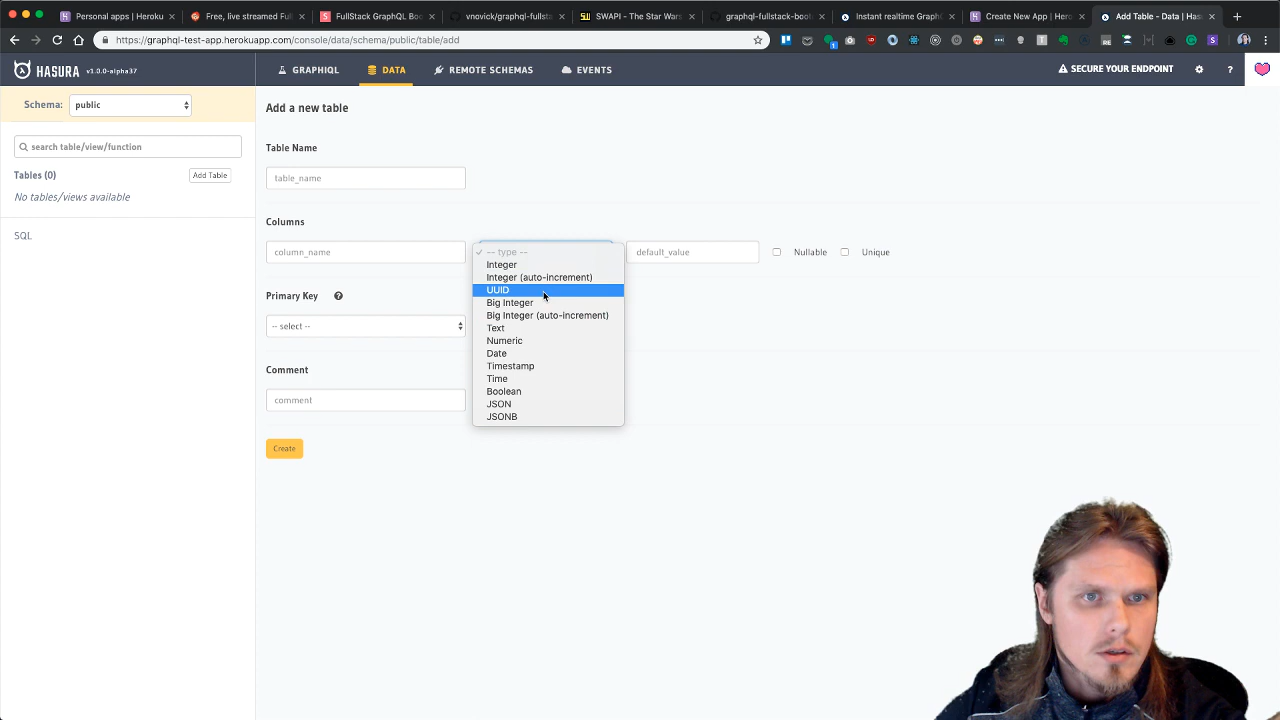 Personal apps | Heroku
Free, live streamed Full
FullStack GraphQL Boo
vnovick/graphql-fullsta
SWAPI - The Star Wars
graphql-fullstack-book
Instant realtime GraphQ
Create New App | Heroku
Add Table - Data | Has
https://graphql-test-app.herokuapp.com/console/data/schema/public/table/add
HASURA v1.0.0-alpha37
GRAPHIQL
DATA
REMOTE SCHEMAS
EVENTS
SECURE YOUR ENDPOINT
?
Schema: public
search table/view/function
Tables (0) Add Table
No tables/views available
SQL
Add a new table
Table Name
table_name
Columns
column_name
-- type --
default_value
Nullable
Unique
Integer
Integer (auto-increment)
UUID
Big Integer
Big Integer (auto-increment)
Text
Numeric
Date
Timestamp
Time
Boolean
JSON
JSONB
Primary Key ?
-- select --
Comment
comment
Create